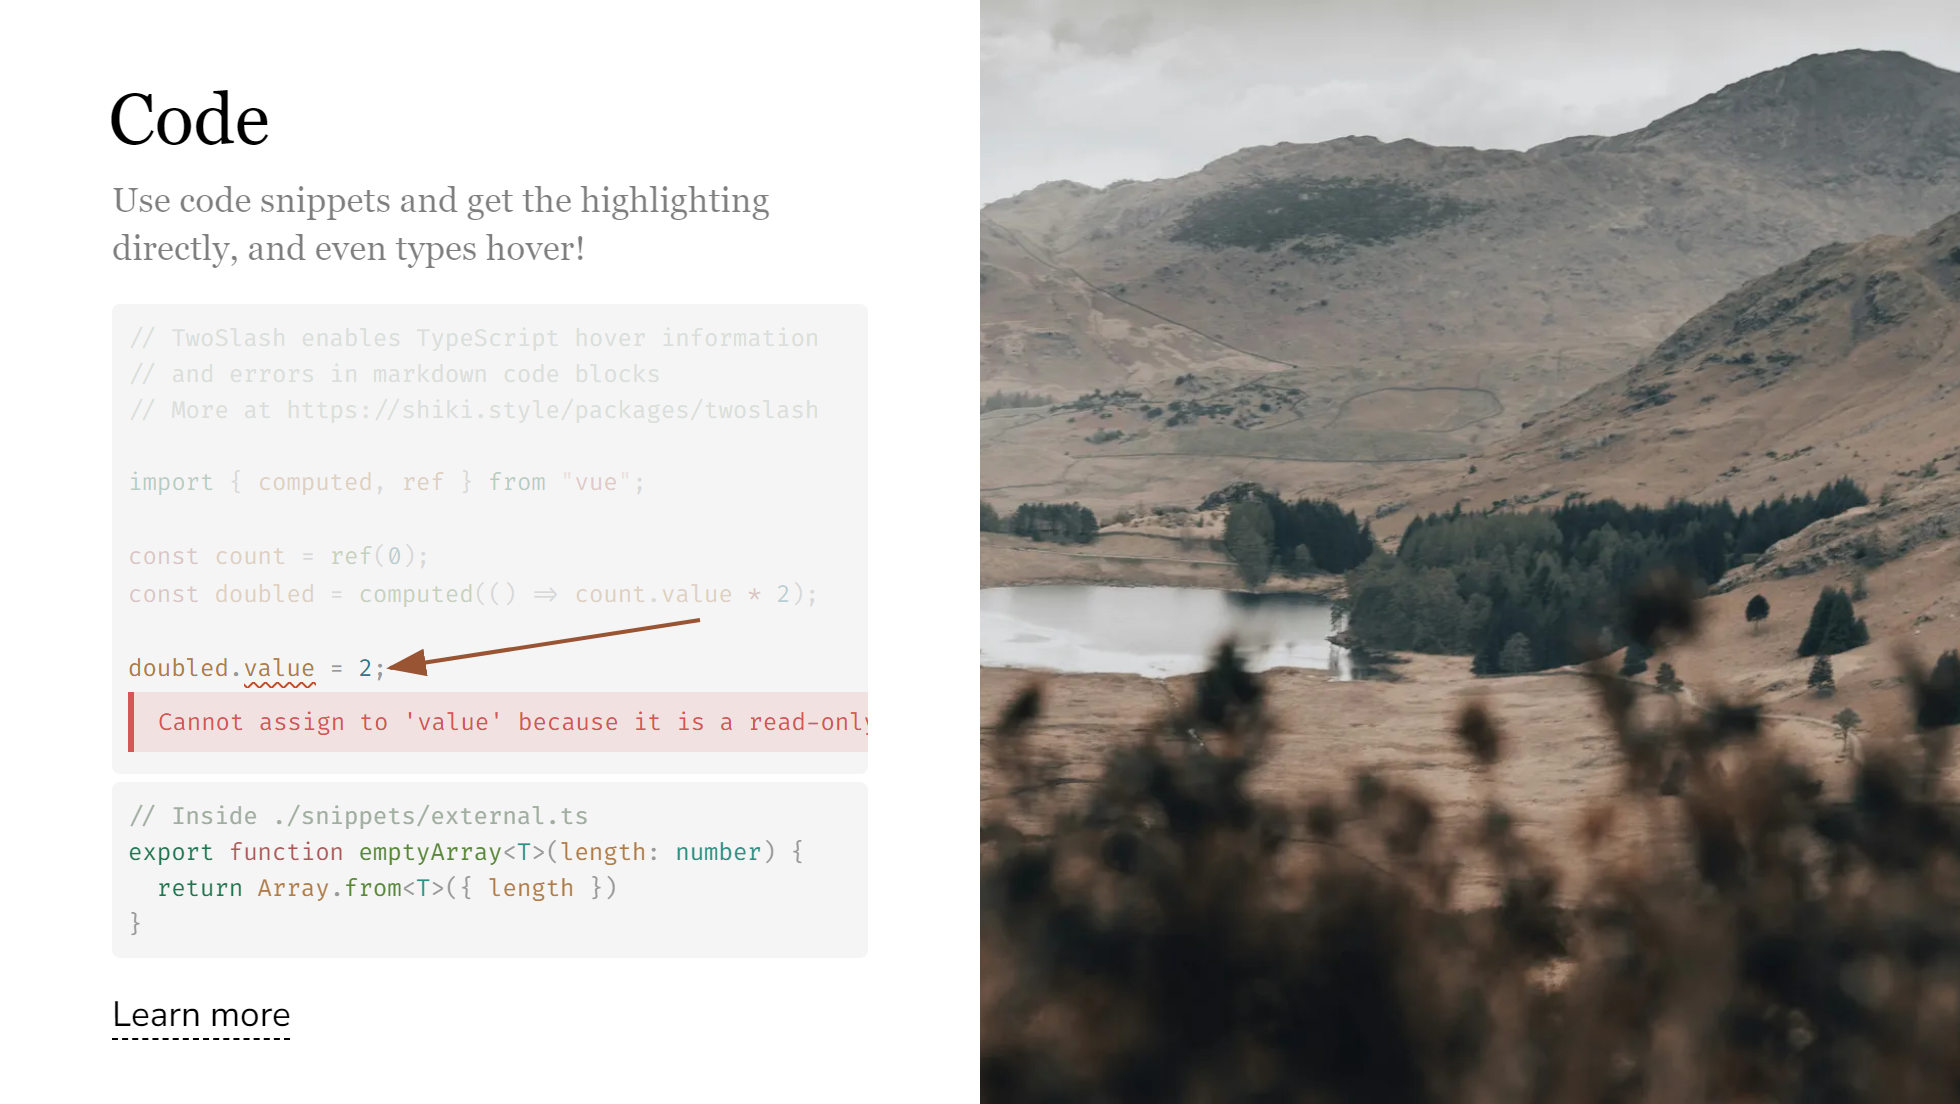 Code
Use code snippets and get the highlighting
directly, and even types hover!
// TwoSlash enables TypeScript hover information
// and errors in markdown code blocks
// More at https://shiki.style/packages/twoslash
import { computed, ref } from "vue";
const count = ref(0);
const doubled = computed(() => count.value * 2);
doubled.value = 2;
Cannot assign to 'value' because it is a read-only
// Inside ./snippets/external.ts
export function emptyArray<T>(length: number) {
  return Array.from<T>({ length })
}
Learn more